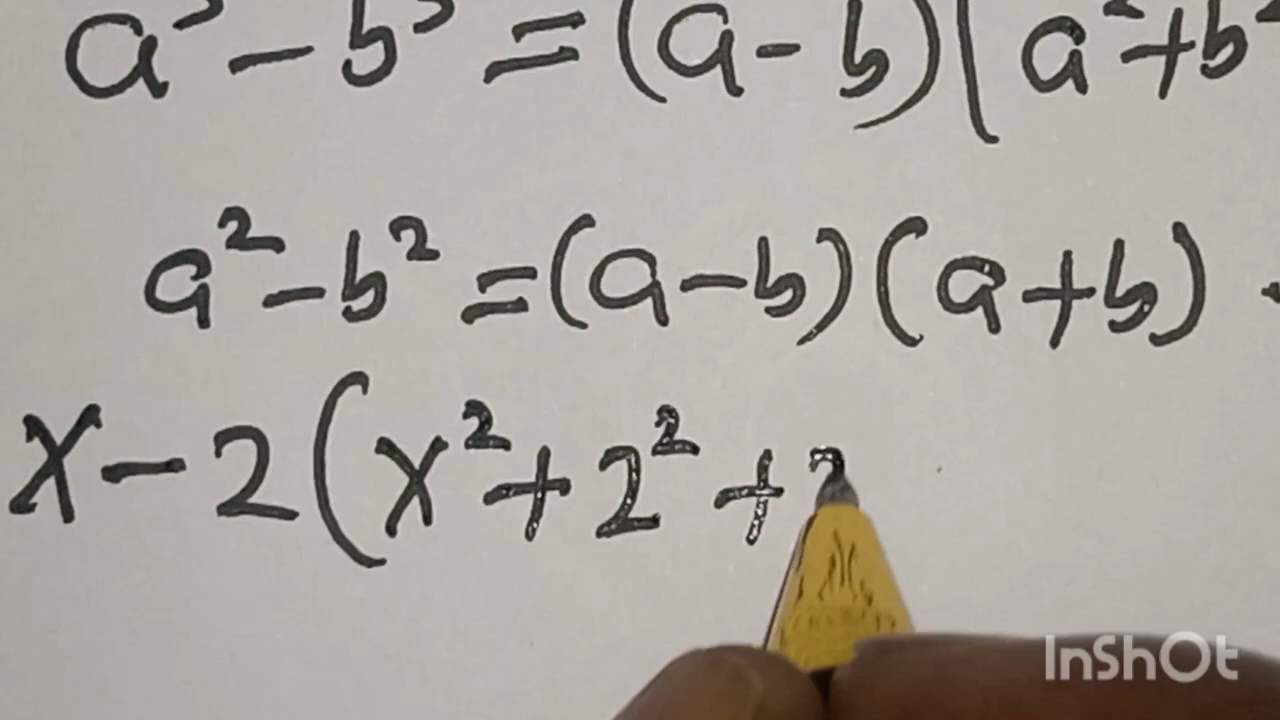 a³ - b³ = (a - b)(a² + b²
a² - b² = (a - b)(a + b)
x - 2(x² + 2² +
InShOt